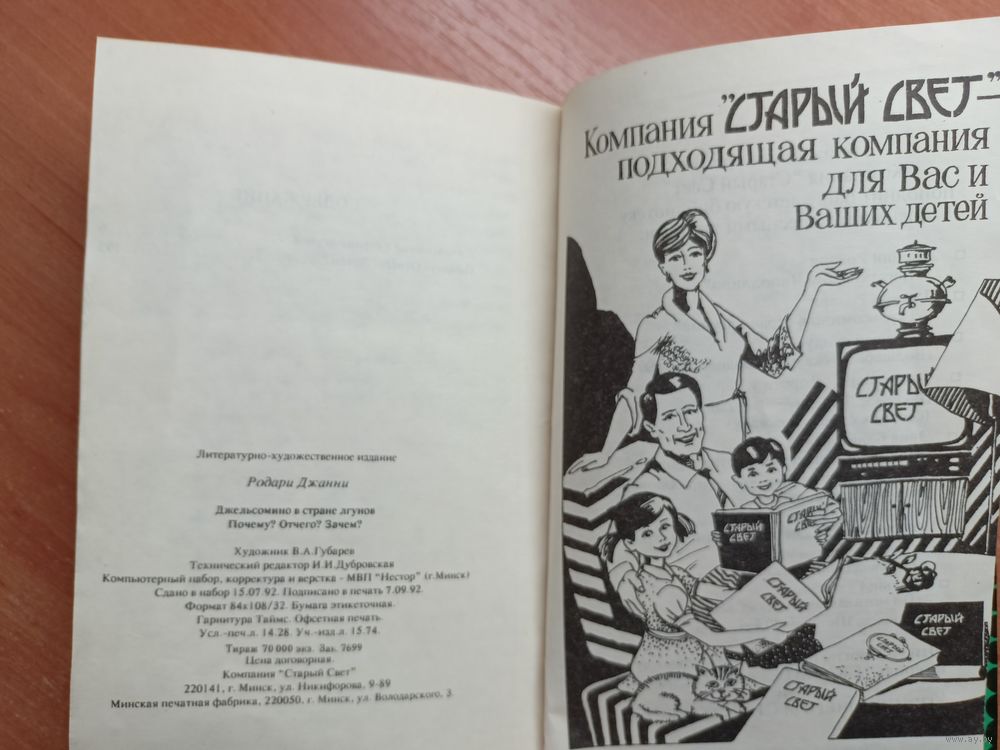 Литературно-художественное издание
Родари Джанни
Джельсомино в стране лгунов
Почему? Отчего? Зачем?
Художник В.А.Губарев
Технический редактор И.И.Дубровская
Компьютерный набор, корректура и верстка - МВП "Нестор" (г.Минск)
Сдано в набор 15.07.92. Подписано в печать 7.09.92.
Формат 84х108/32. Бумага этикеточная.
Гарнитура Таймс. Офсетная печать.
Усл.-печ.л. 14.28. Уч.-изд.л. 15.74.
Тираж 70 000 экз. Зак. 7699
Цена договорная.
Компания "Старый Свет"
220141, г. Минск, ул. Никифорова, 9-89
Минская печатная фабрика, 220050, г. Минск, ул. Володарского, 3.
Компания "СТАРЫЙ СВЕТ" –
подходящая компания
для Вас и
Ваших детей
СТАРЫЙ
СВЕТ
СТАРЫЙ
СВЕТ
СТАРЫЙ
СВЕТ
СТАРЫЙ
СВЕТ
СТАРЫЙ
СВЕТ
СТАРЫЙ
СВЕТ
СТАРЫЙ
СВЕТ
www.ay.by